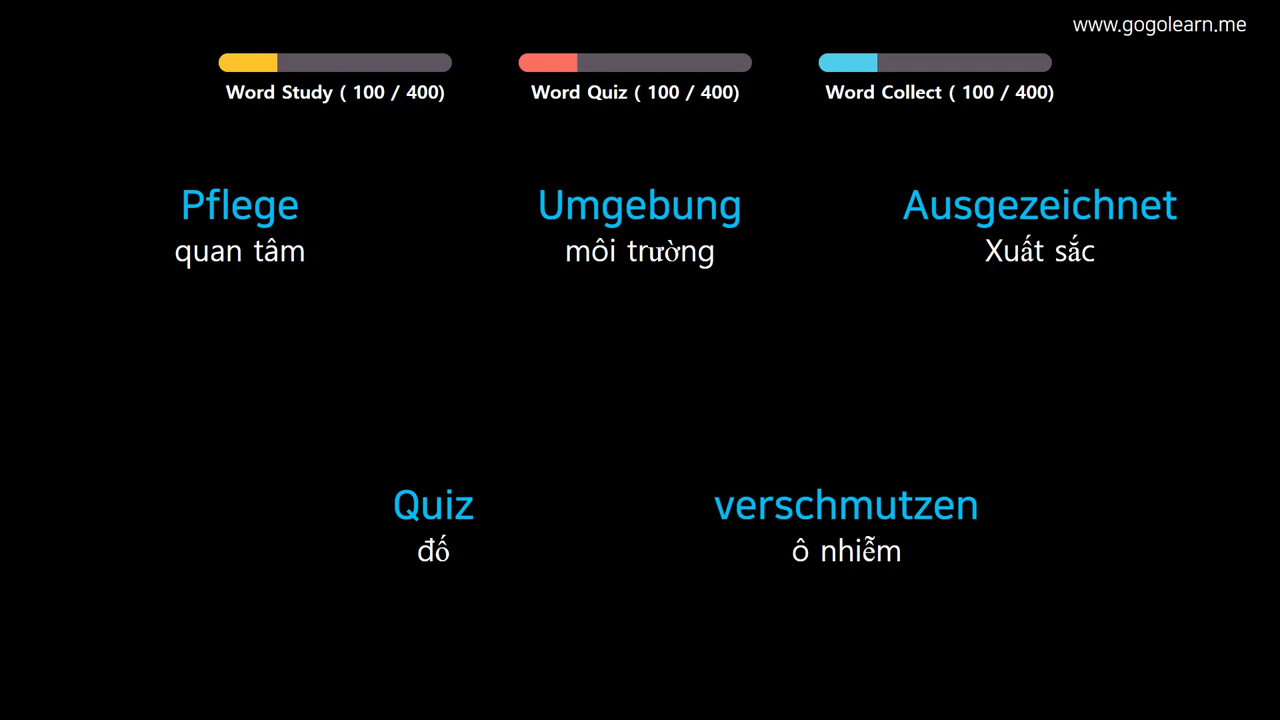 www.gogolearn.me
Word Study ( 100 / 400)
Word Quiz ( 100 / 400)
Word Collect ( 100 / 400)
Pflege
quan tâm
Umgebung
môi trường
Ausgezeichnet
Xuất sắc
Quiz
đố
verschmutzen
ô nhiễm